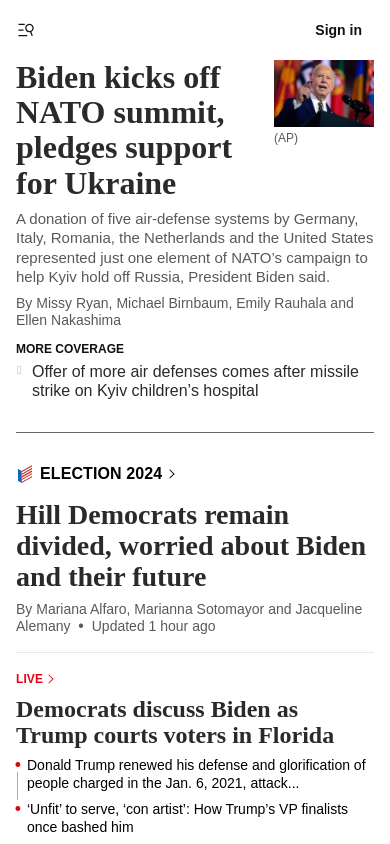 Sign in
Biden kicks off
NATO summit,
pledges support
for Ukraine
(AP)
A donation of five air-defense systems by Germany,
Italy, Romania, the Netherlands and the United States
represented just one element of NATO’s campaign to
help Kyiv hold off Russia, President Biden said.
By Missy Ryan, Michael Birnbaum, Emily Rauhala and
Ellen Nakashima
MORE COVERAGE
Offer of more air defenses comes after missile
strike on Kyiv children’s hospital
ELECTION 2024
Hill Democrats remain
divided, worried about Biden
and their future
By Mariana Alfaro, Marianna Sotomayor and Jacqueline
Alemany • Updated 1 hour ago
LIVE
Democrats discuss Biden as
Trump courts voters in Florida
Donald Trump renewed his defense and glorification of
people charged in the Jan. 6, 2021, attack...
‘Unfit’ to serve, ‘con artist’: How Trump’s VP finalists
once bashed him